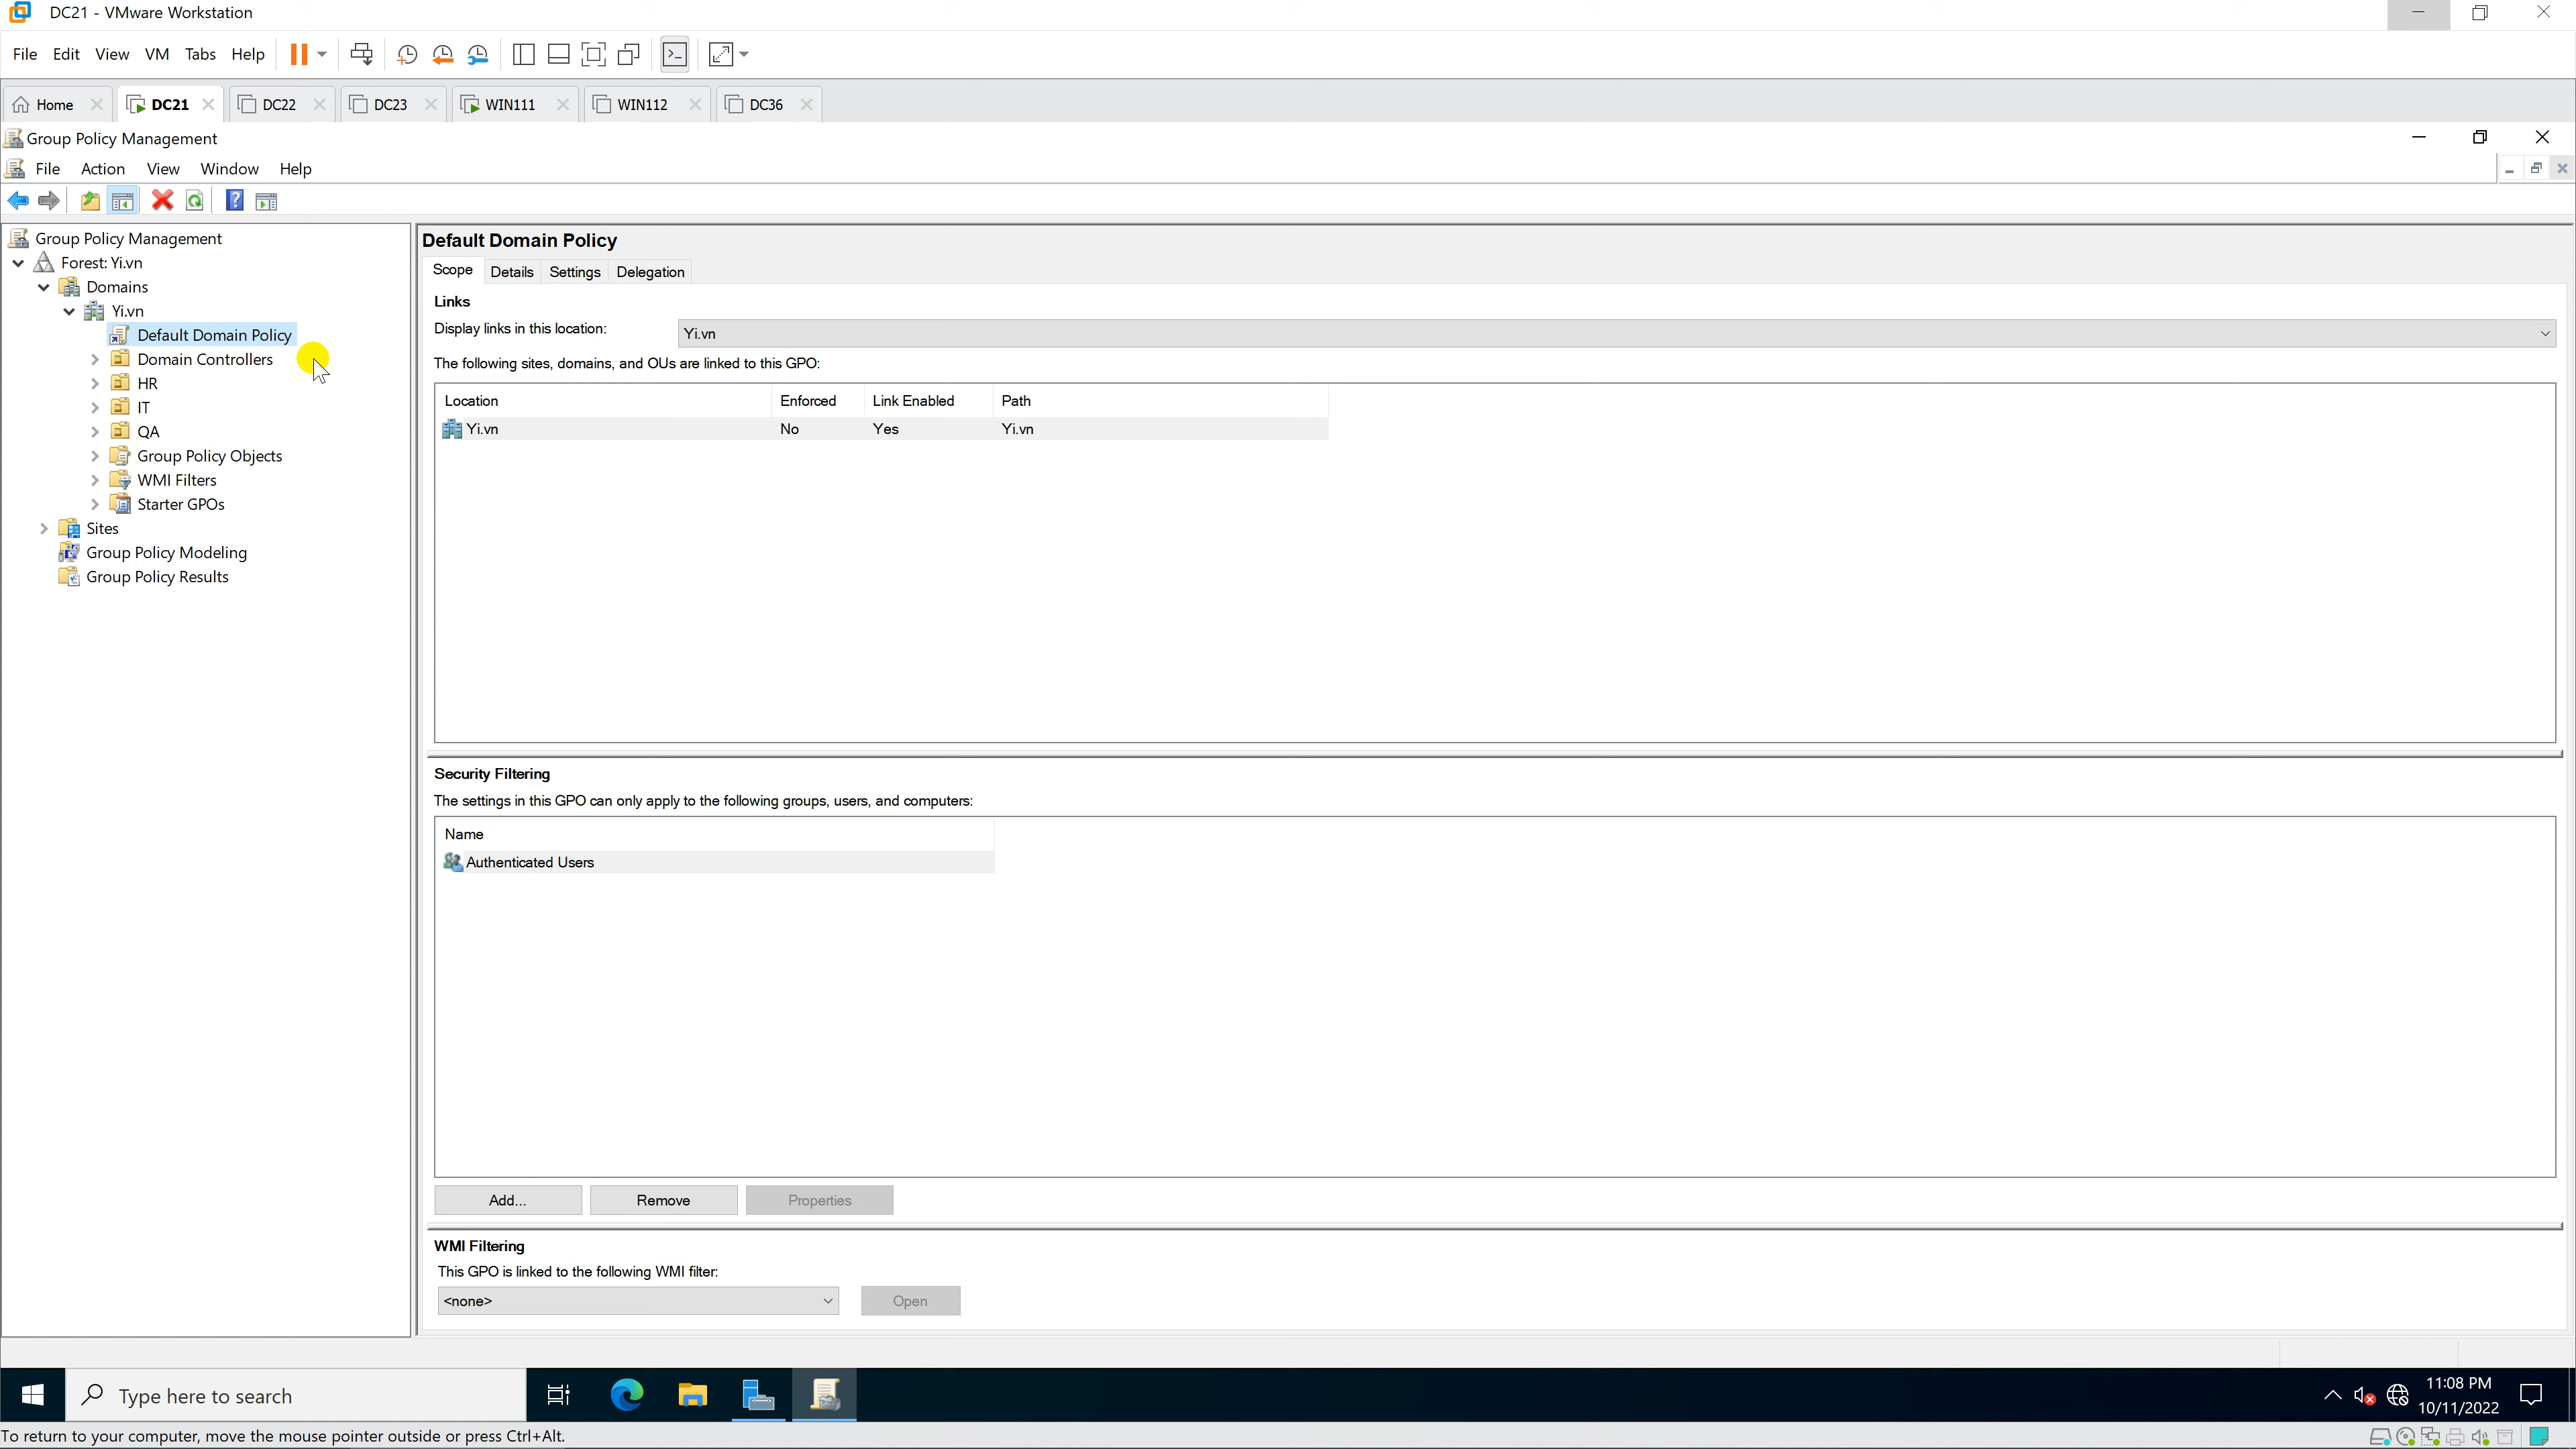 DC21 - VMware Workstation
File Edit View VM Tabs Help
Home DC21 DC22 DC23 WIN111 WIN112 DC36
Group Policy Management
File Action View Window Help
Group Policy Management
Forest: Yi.vn
Domains
Yi.vn
Default Domain Policy
Domain Controllers
HR
IT
QA
Group Policy Objects
WMI Filters
Starter GPOs
Sites
Group Policy Modeling
Group Policy Results
Default Domain Policy
Scope Details Settings Delegation
Links
Display links in this location: Yi.vn
The following sites, domains, and OUs are linked to this GPO:
Location Enforced Link Enabled Path
Yi.vn No Yes Yi.vn
Security Filtering
The settings in this GPO can only apply to the following groups, users, and computers:
Name
Authenticated Users
Add... Remove Properties
WMI Filtering
This GPO is linked to the following WMI filter:
<none> Open
Type here to search
11:08 PM
10/11/2022
To return to your computer, move the mouse pointer outside or press Ctrl+Alt.